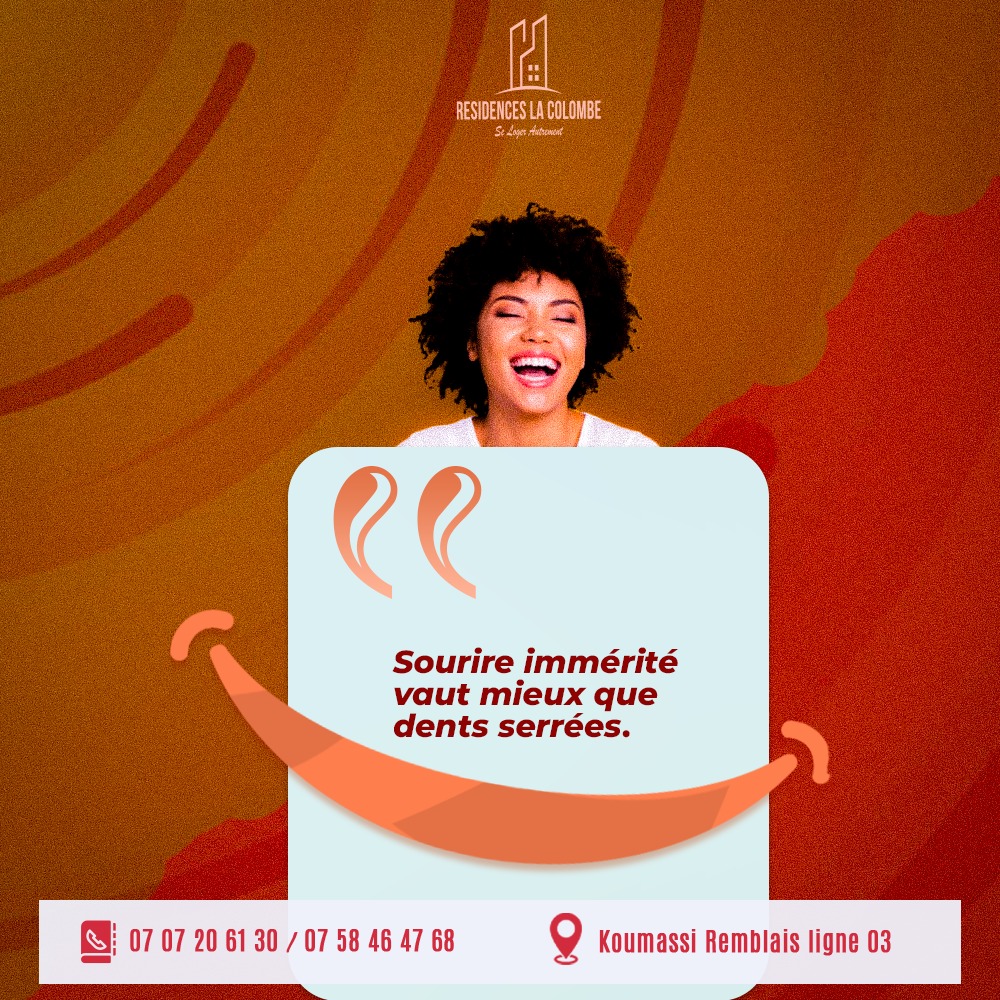 RESIDENCES LA COLOMBE
Se Loger Autrement
Sourire immérité
vaut mieux que
dents serrées.
07 07 20 61 30 / 07 58 46 47 68
Koumassi Remblais ligne 03